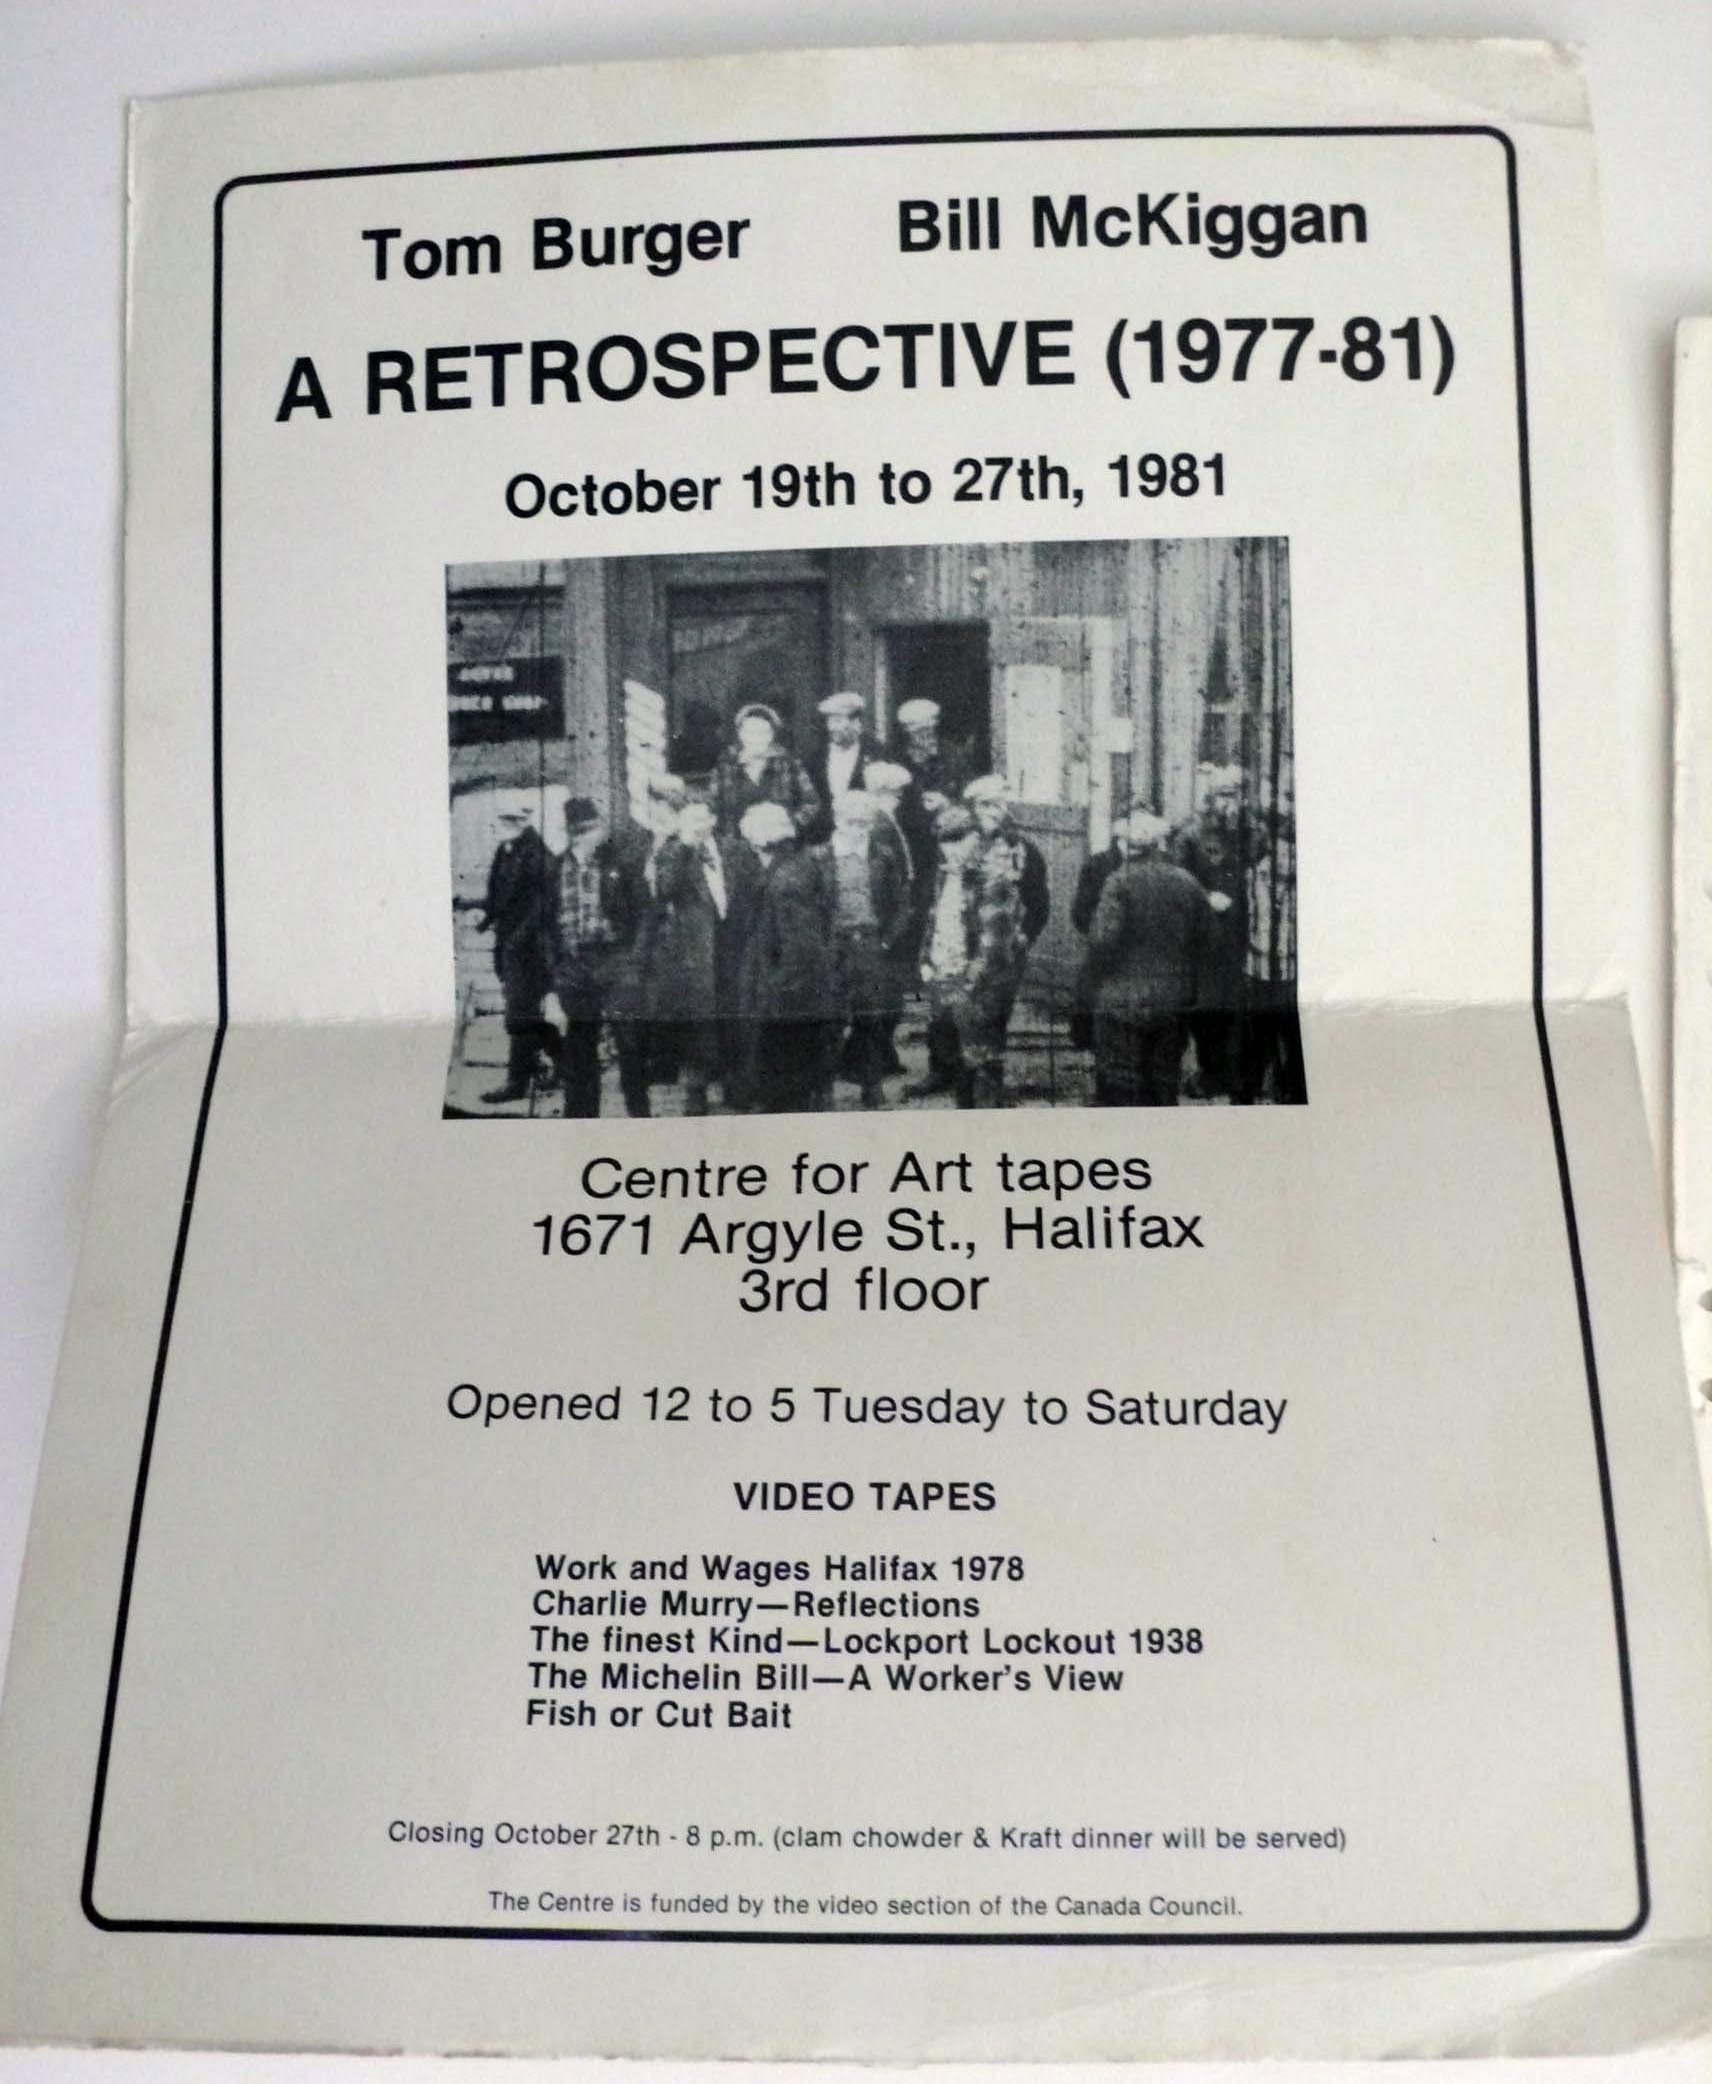 Tom Burger Bill McKiggan
A RETROSPECTIVE (1977-81)
October 19th to 27th, 1981
Centre for Art tapes
1671 Argyle St., Halifax
3rd floor
Opened 12 to 5 Tuesday to Saturday
VIDEO TAPES
Work and Wages Halifax 1978
Charlie Murry—Reflections
The finest Kind—Lockport Lockout 1938
The Michelin Bill—A Worker's View
Fish or Cut Bait
Closing October 27th - 8 p.m. (clam chowder & Kraft dinner will be served)
The Centre is funded by the video section of the Canada Council.